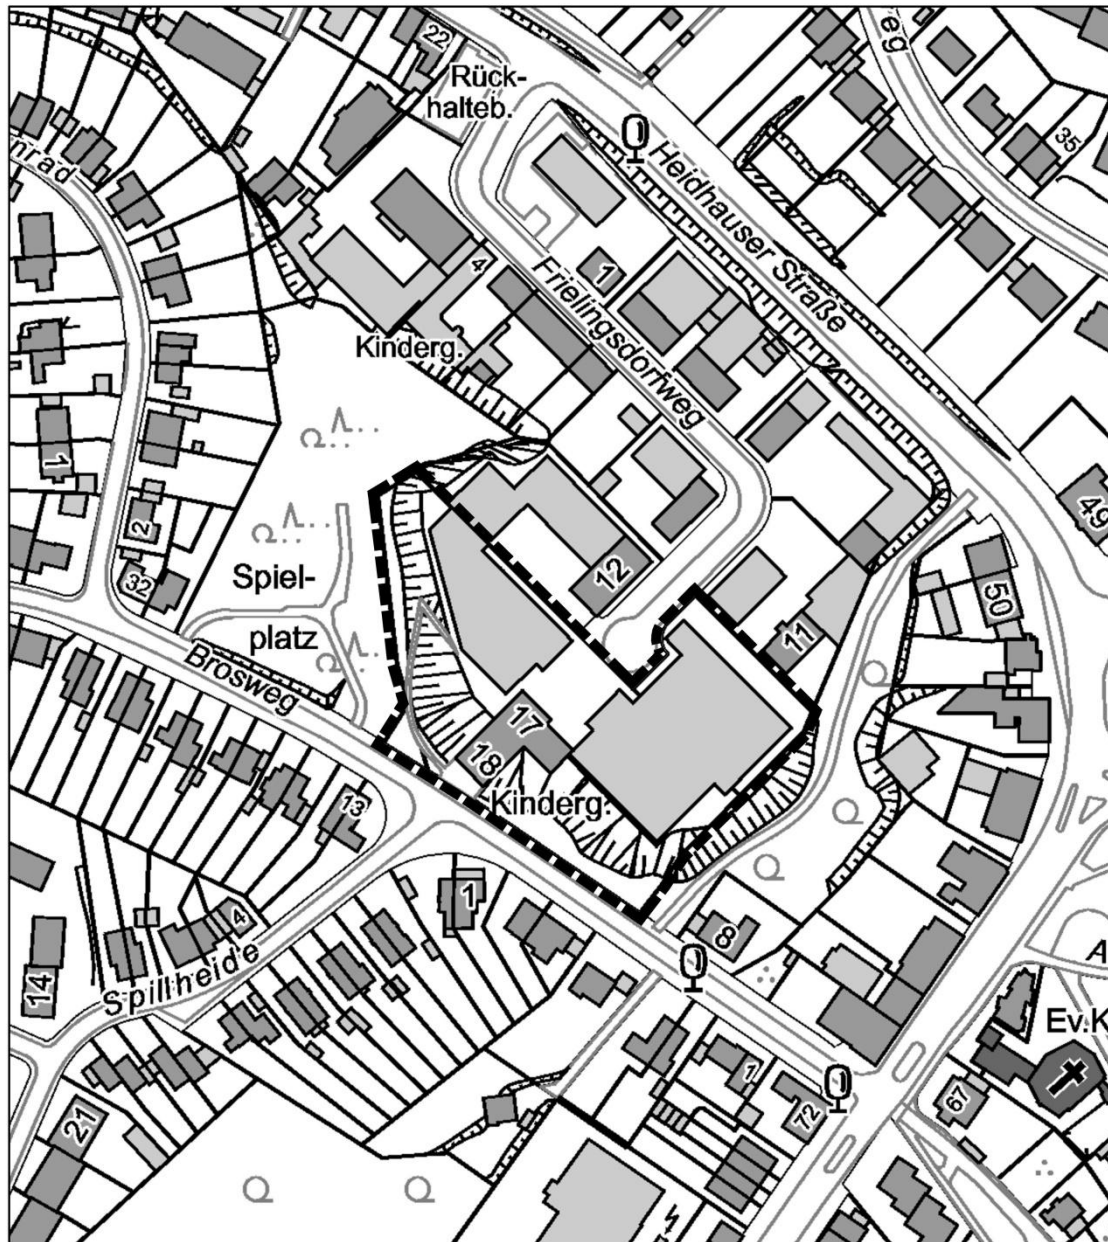 22
Rück-
halteb.
eg
35
nrad
Heidhauser Straße
4
1
Frielingsdorfweg
Kinderg.
1
2
32
49
12
50
Spiel-
platz
11
Brosweg
17
18
Kinderg.
13
1
4
8
14
Spillheide
A
Ev.K
1
72
67
21